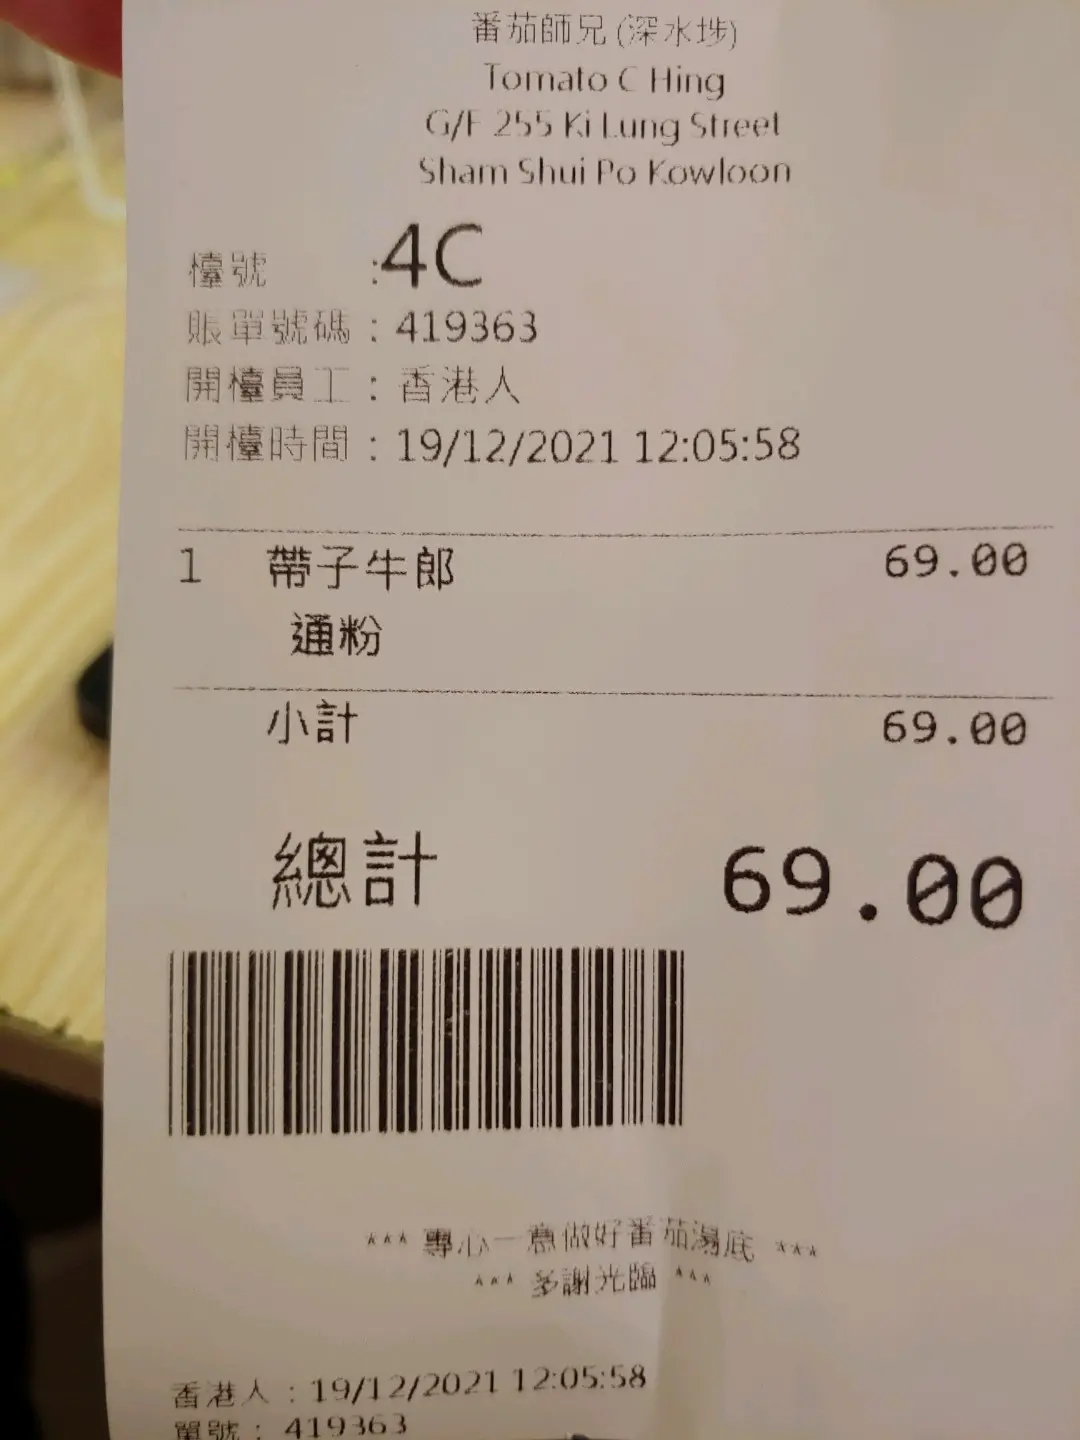 番茄師兄 (深水埗)
Tomato C Hing
G/F 255 Ki Lung Street
Sham Shui Po Kowloon
檯號 :4C
賬單號碼 : 419363
開檯員工 : 香港人
開檯時間 : 19/12/2021 12:05:58
1 帶子牛郎 69.00
通粉
小計 69.00
總計 69.00
*** 專心一意做好番茄湯底 ***
*** 多謝光臨 ***
香港人 : 19/12/2021 12:05:58
單號 : 419363